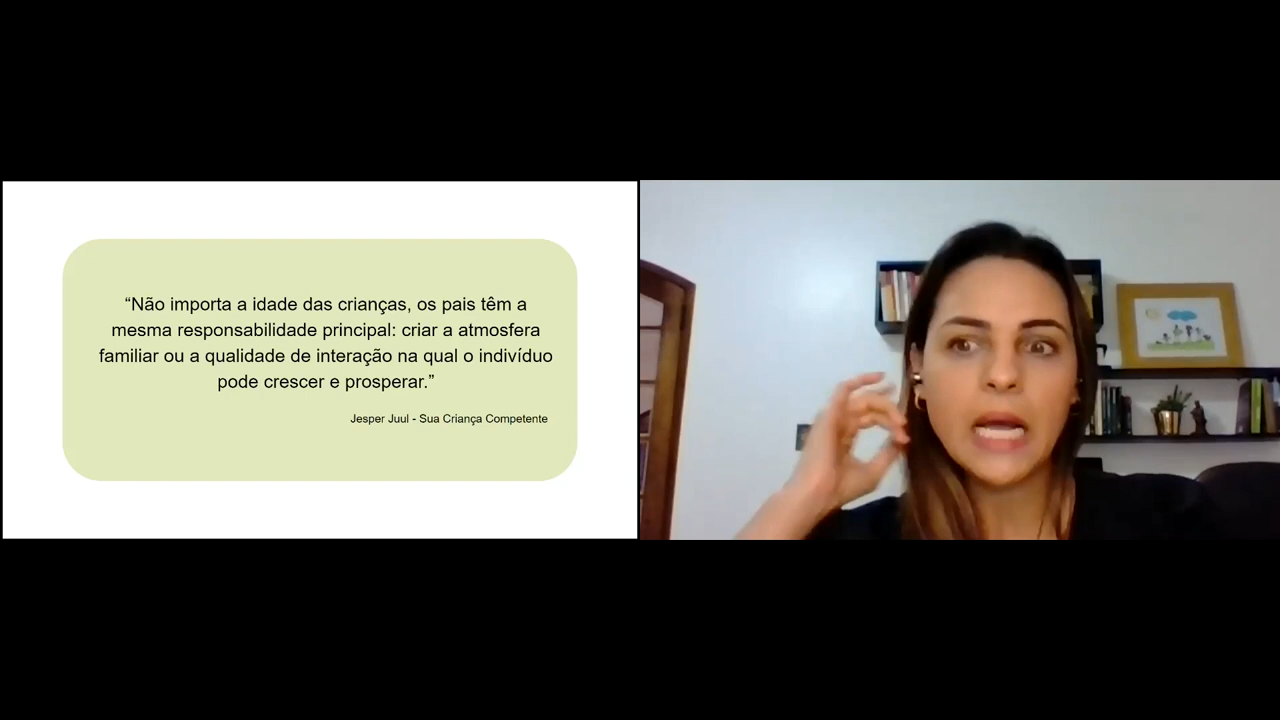 “Não importa a idade das crianças, os pais têm a
mesma responsabilidade principal: criar a atmosfera
familiar ou a qualidade de interação na qual o indivíduo
pode crescer e prosperar.”
Jesper Juul - Sua Criança Competente